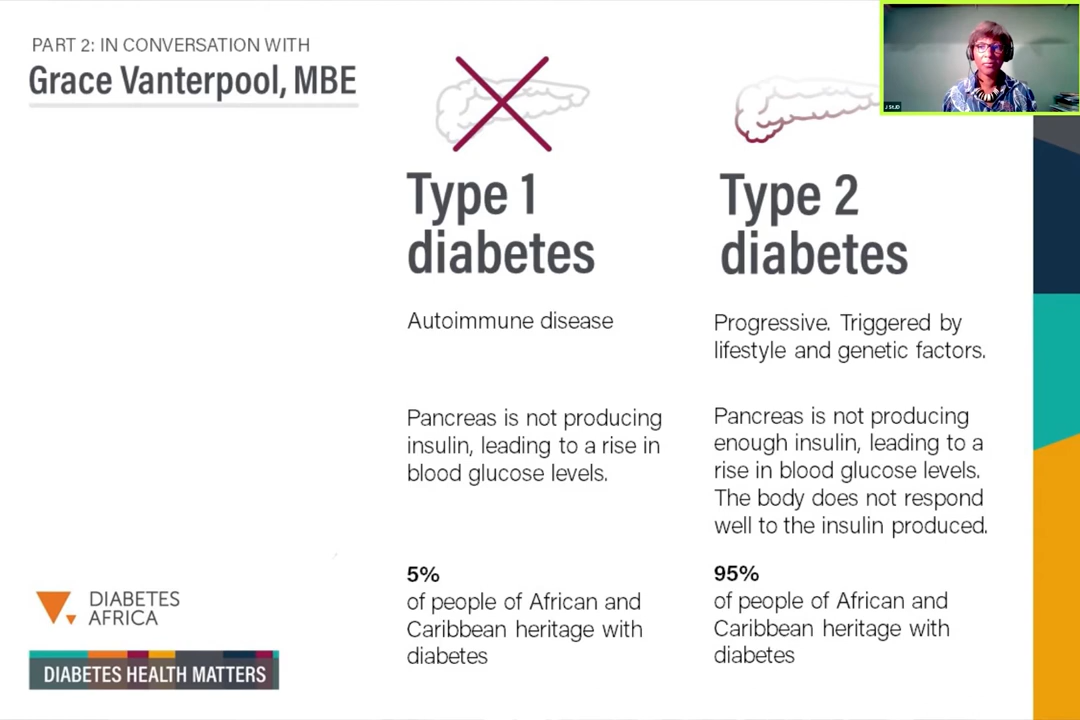 PART 2: IN CONVERSATION WITH
Grace Vanterpool, MBE
Type 1
diabetes
Autoimmune disease
Pancreas is not producing
insulin, leading to a rise in
blood glucose levels.
5%
of people of African and
Caribbean heritage with
diabetes
Type 2
diabetes
Progressive. Triggered by
lifestyle and genetic factors.
Pancreas is not producing
enough insulin, leading to a
rise in blood glucose levels.
The body does not respond
well to the insulin produced.
95%
of people of African and
Caribbean heritage with
diabetes
DIABETES
AFRICA
DIABETES HEALTH MATTERS